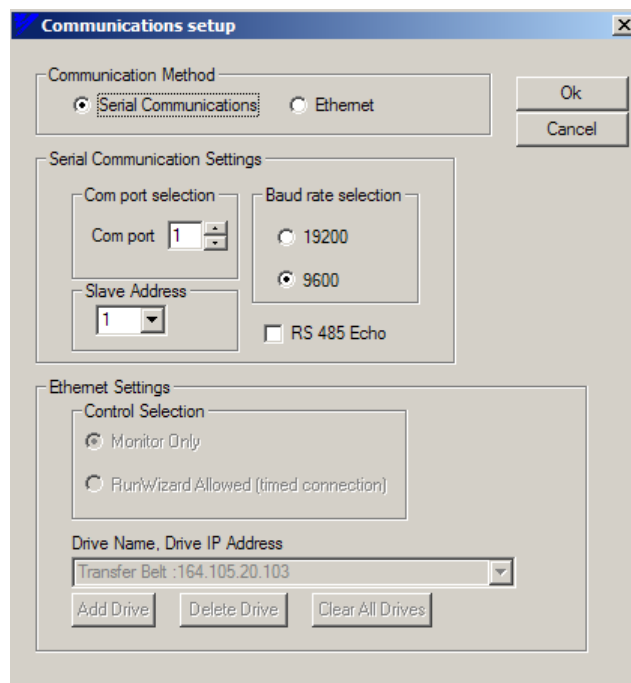 Communications setup
Communication Method
Serial Communications
Ethernet
Ok
Cancel
Serial Communication Settings
Com port selection
Com port 1
Baud rate selection
19200
9600
Slave Address
1
RS 485 Echo
Ethernet Settings
Control Selection
Monitor Only
RunWizard Allowed (timed connection)
Drive Name, Drive IP Address
Transfer Belt :164.105.20.103
Add Drive
Delete Drive
Clear All Drives